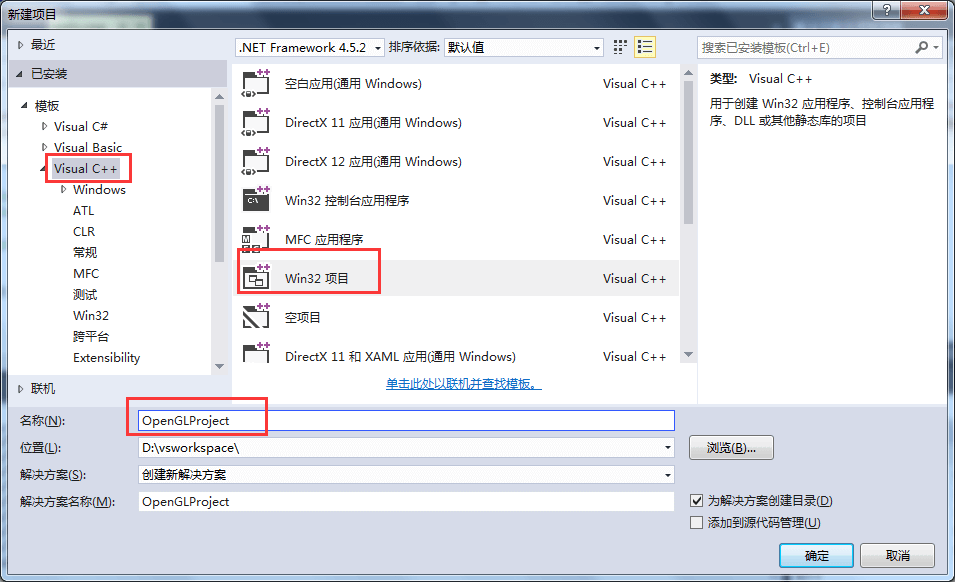 新建项目
最近
.NET Framework 4.5.2 排序依据: 默认值 搜索已安装模板(Ctrl+E)
已安装
模板
Visual C#
Visual Basic
Visual C++
Windows
ATL
CLR
常规
MFC
测试
Win32
跨平台
Extensibility
联机
空白应用(通用 Windows) Visual C++
DirectX 11 应用(通用 Windows) Visual C++
DirectX 12 应用(通用 Windows) Visual C++
Win32 控制台应用程序 Visual C++
MFC 应用程序 Visual C++
Win32 项目 Visual C++
空项目 Visual C++
DirectX 11 和 XAML 应用(通用 Windows) Visual C++
单击此处以联机并查找模板。
类型: Visual C++
用于创建 Win32 应用程序、控制台应用程
序、DLL 或其他静态库的项目
名称(N): OpenGLProject
位置(L): D:\vsworkspace\ 浏览(B)...
解决方案(S): 创建新解决方案
解决方案名称(M): OpenGLProject
为解决方案创建目录(D)
添加到源代码管理(U)
确定 取消